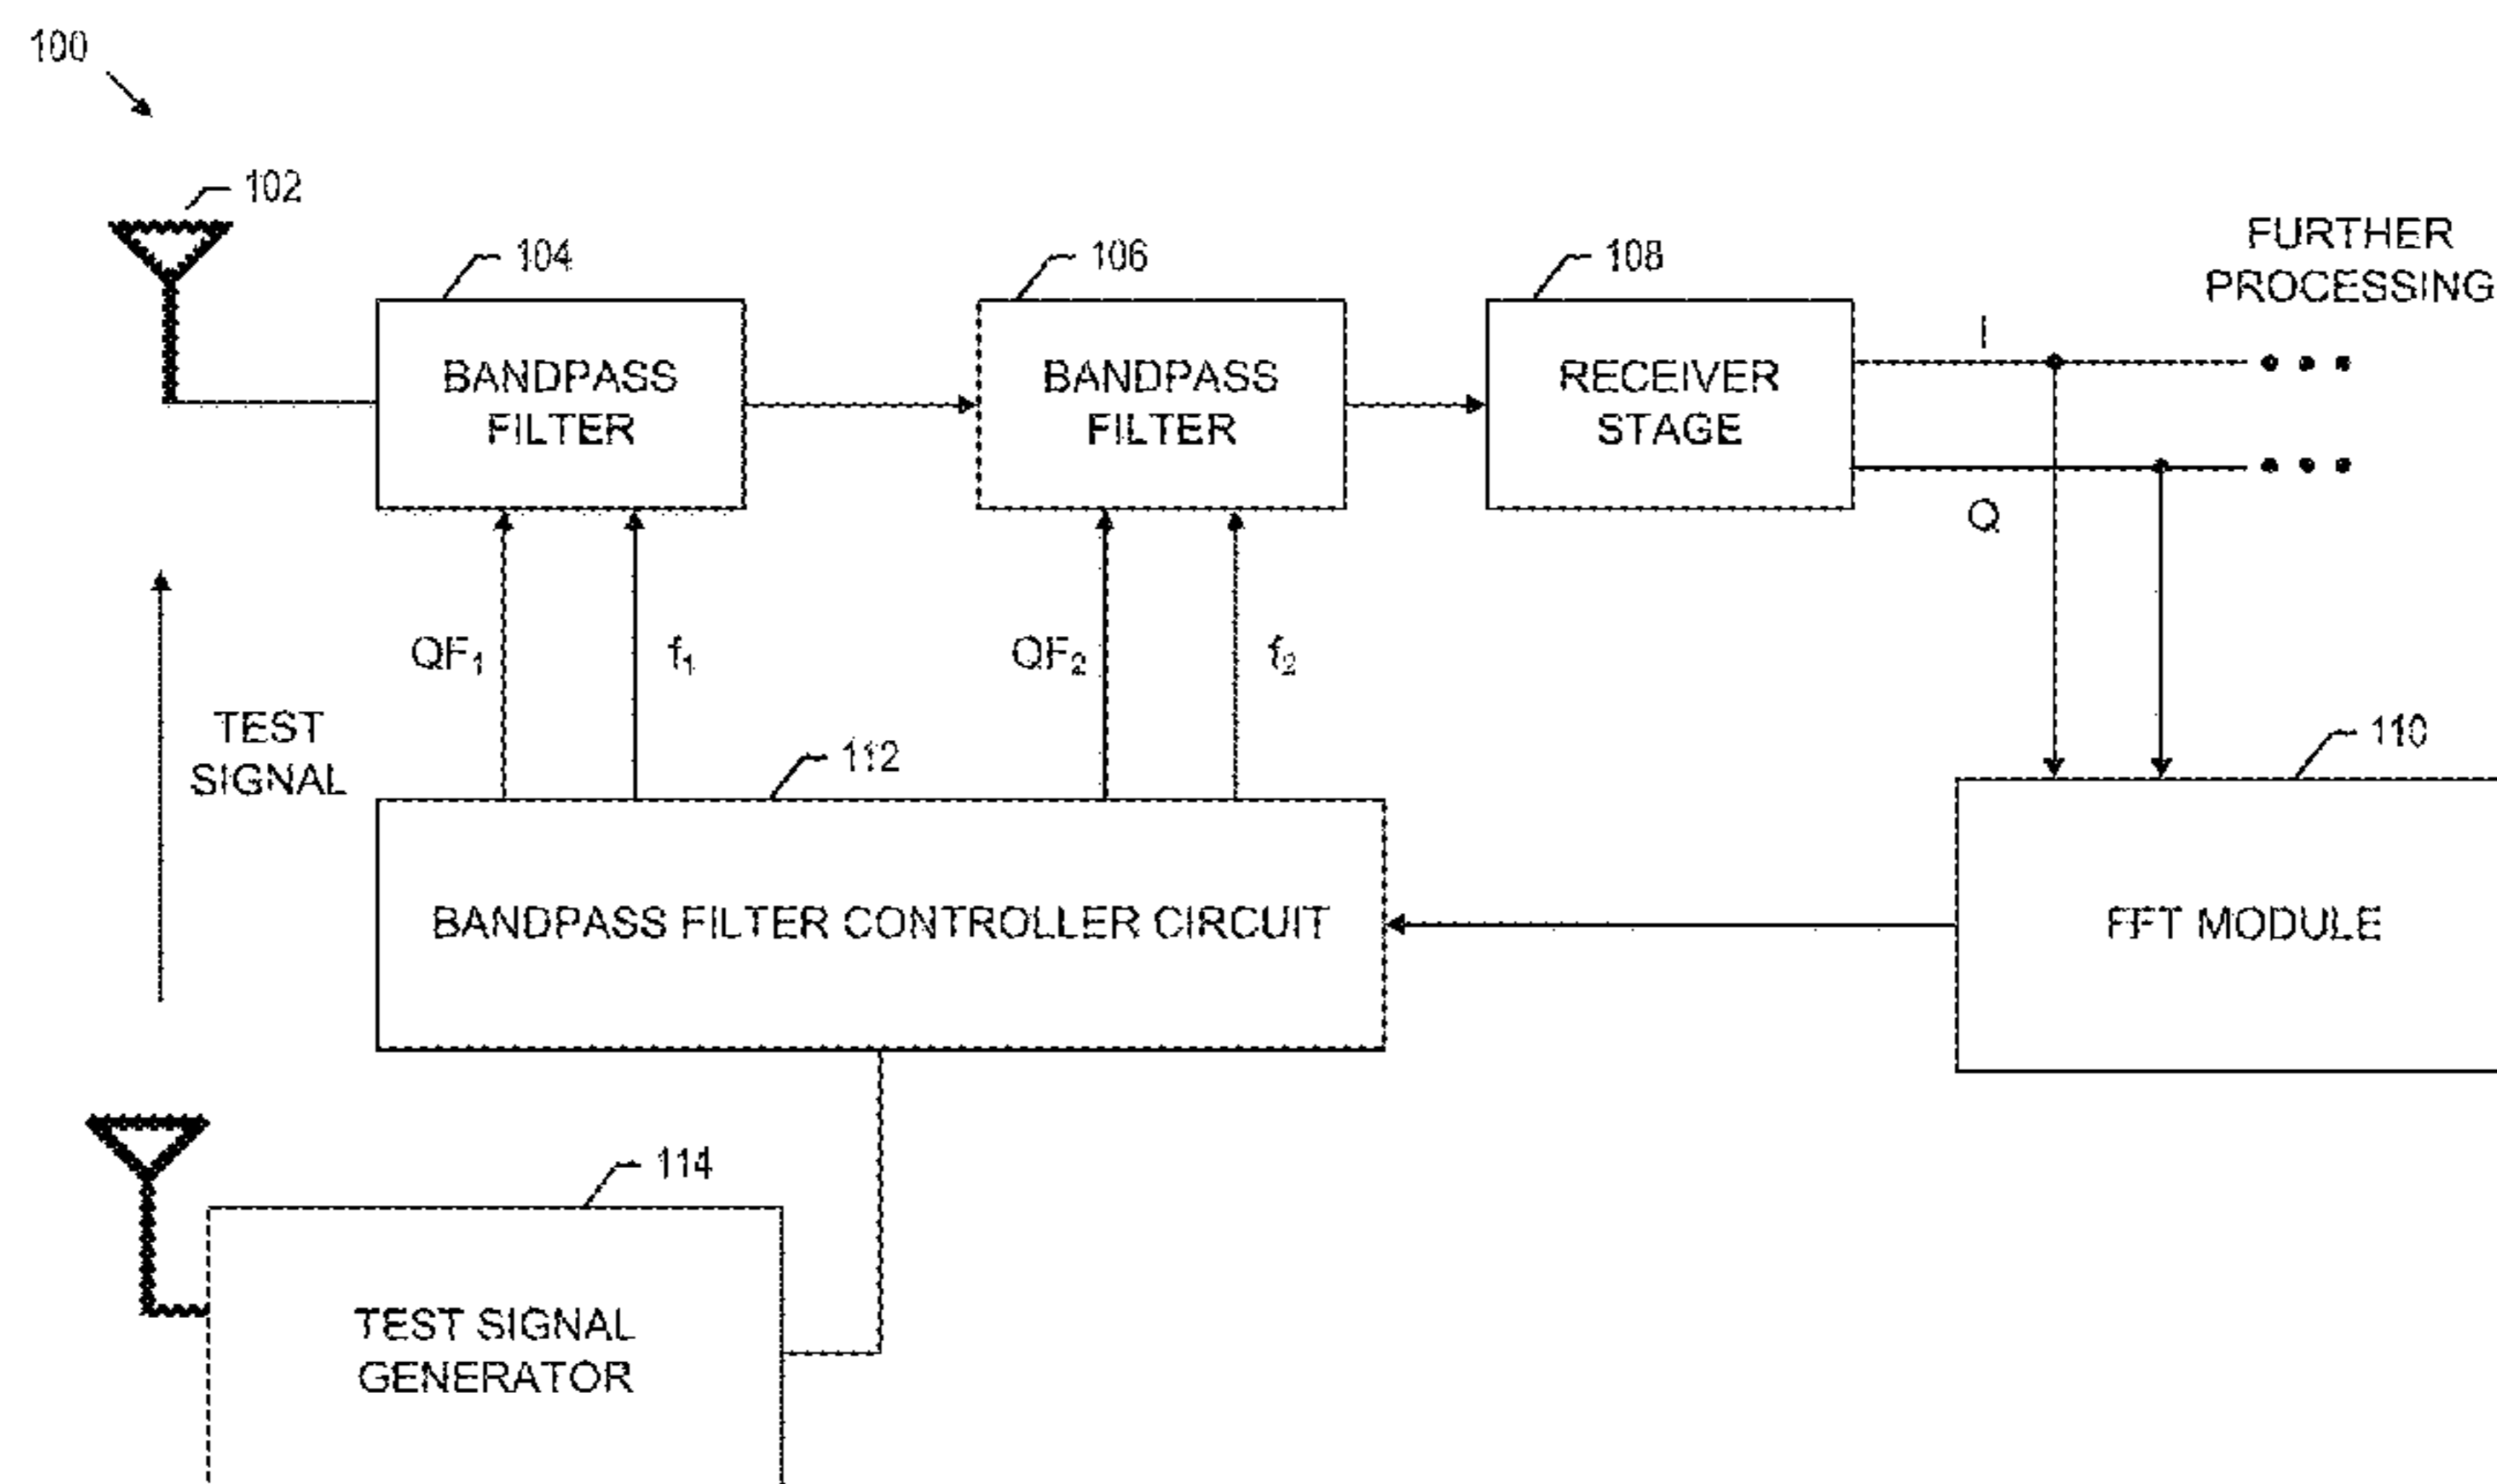 100
102
104
106
108
FURTHER
PROCESSING
BANDPASS
FILTER
BANDPASS
FILTER
RECEIVER
STAGE
I
Q
QF₁
f₁
QF₂
f₂
TEST
SIGNAL
112
110
BANDPASS FILTER CONTROLLER CIRCUIT
FFT MODULE
114
TEST SIGNAL
GENERATOR